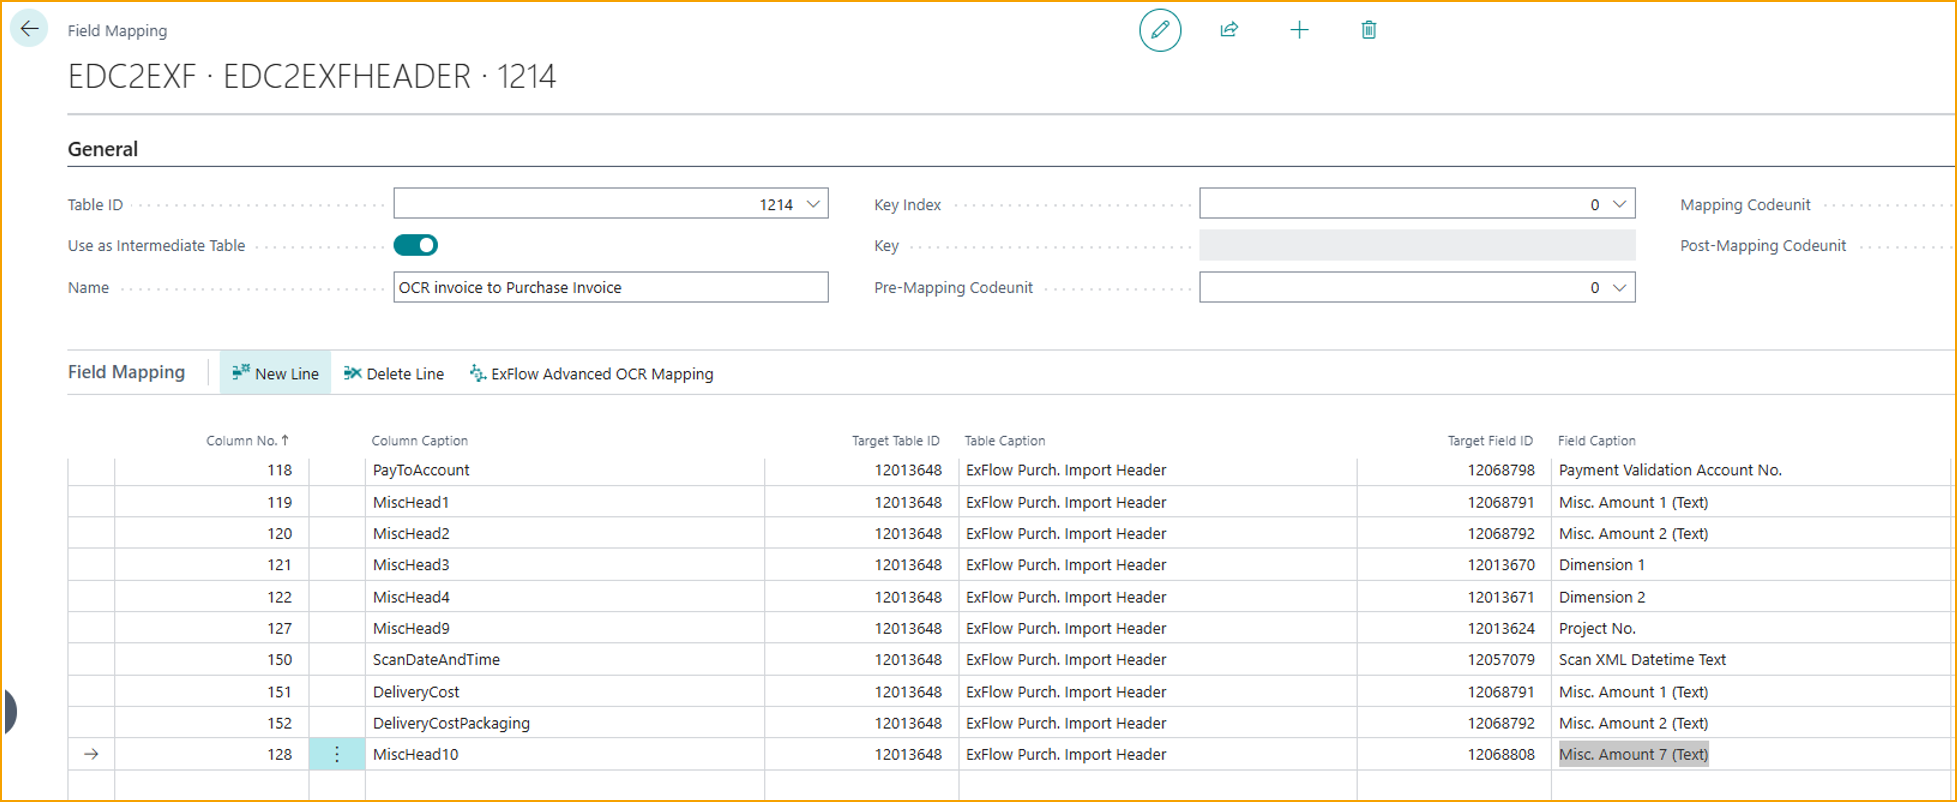 Field Mapping
EDC2EXF · EDC2EXFHEADER · 1214
General
Table ID 1214 Key Index 0 Mapping Codeunit
Use as Intermediate Table Key Post-Mapping Codeunit
Name OCR invoice to Purchase Invoice Pre-Mapping Codeunit 0
Field Mapping New Line Delete Line ExFlow Advanced OCR Mapping
Column No. ↑ Column Caption Target Table ID Table Caption Target Field ID Field Caption
118 PayToAccount 12013648 ExFlow Purch. Import Header 12068798 Payment Validation Account No.
119 MiscHead1 12013648 ExFlow Purch. Import Header 12068791 Misc. Amount 1 (Text)
120 MiscHead2 12013648 ExFlow Purch. Import Header 12068792 Misc. Amount 2 (Text)
121 MiscHead3 12013648 ExFlow Purch. Import Header 12013670 Dimension 1
122 MiscHead4 12013648 ExFlow Purch. Import Header 12013671 Dimension 2
127 MiscHead9 12013648 ExFlow Purch. Import Header 12013624 Project No.
150 ScanDateAndTime 12013648 ExFlow Purch. Import Header 12057079 Scan XML Datetime Text
151 DeliveryCost 12013648 ExFlow Purch. Import Header 12068791 Misc. Amount 1 (Text)
152 DeliveryCostPackaging 12013648 ExFlow Purch. Import Header 12068792 Misc. Amount 2 (Text)
128 MiscHead10 12013648 ExFlow Purch. Import Header 12068808 Misc. Amount 7 (Text)